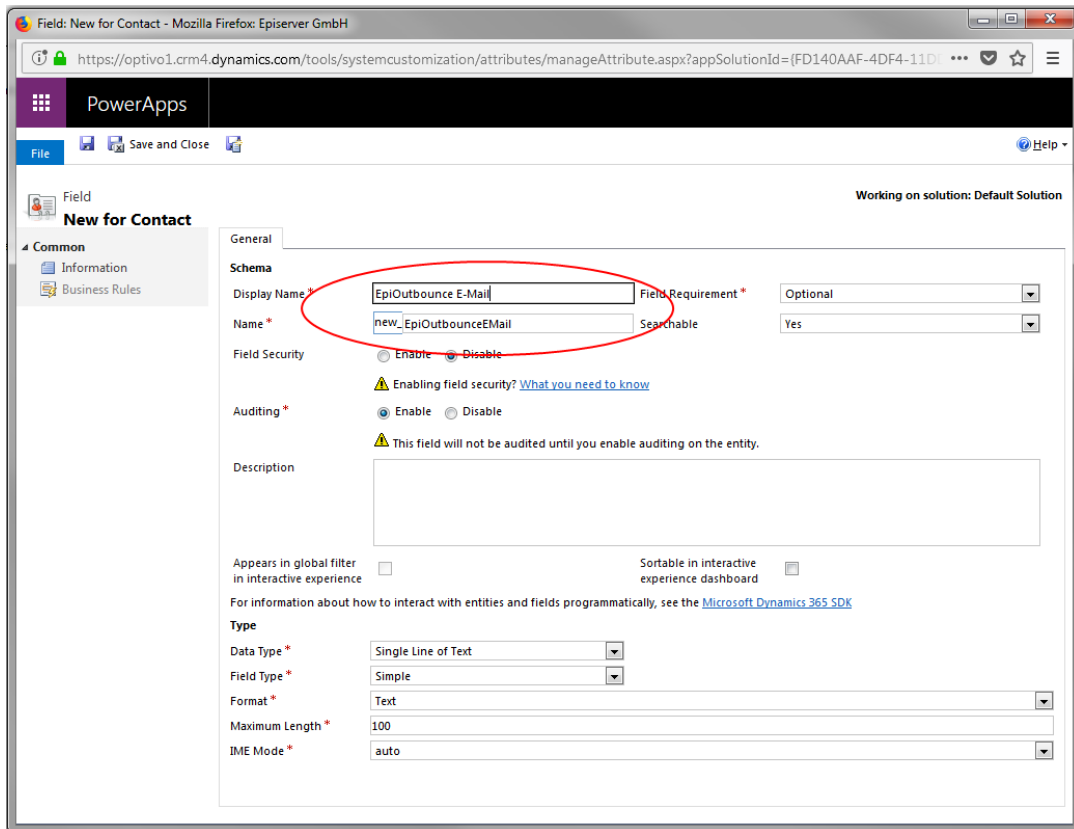 Field: New for Contact - Mozilla Firefox: Episerver GmbH
https://optivo1.crm4.dynamics.com/tools/systemcustomization/attributes/manageAttribute.aspx?appSolutionId={FD140AAF-4DF4-11D
PowerApps
File Save and Close Help
Field
New for Contact
Working on solution: Default Solution
Common
Information
Business Rules
General
Schema
Display Name* EpiOutbounce E-Mail Field Requirement* Optional
Name* new_ EpiOutbounceEMail Searchable Yes
Field Security Enable Disable
Enabling field security? What you need to know
Auditing* Enable Disable
This field will not be audited until you enable auditing on the entity.
Description
Appears in global filter
in interactive experience
Sortable in interactive
experience dashboard
For information about how to interact with entities and fields programmatically, see the Microsoft Dynamics 365 SDK
Type
Data Type* Single Line of Text
Field Type* Simple
Format* Text
Maximum Length* 100
IME Mode* auto